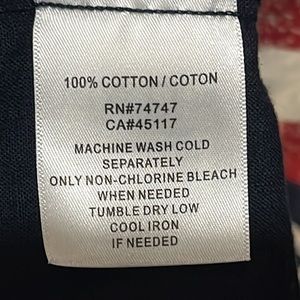 100% COTTON / COTON
RN#74747
CA#45117
MACHINE WASH COLD
SEPARATELY
ONLY NON-CHLORINE BLEACH
WHEN NEEDED
TUMBLE DRY LOW
COOL IRON
IF NEEDED